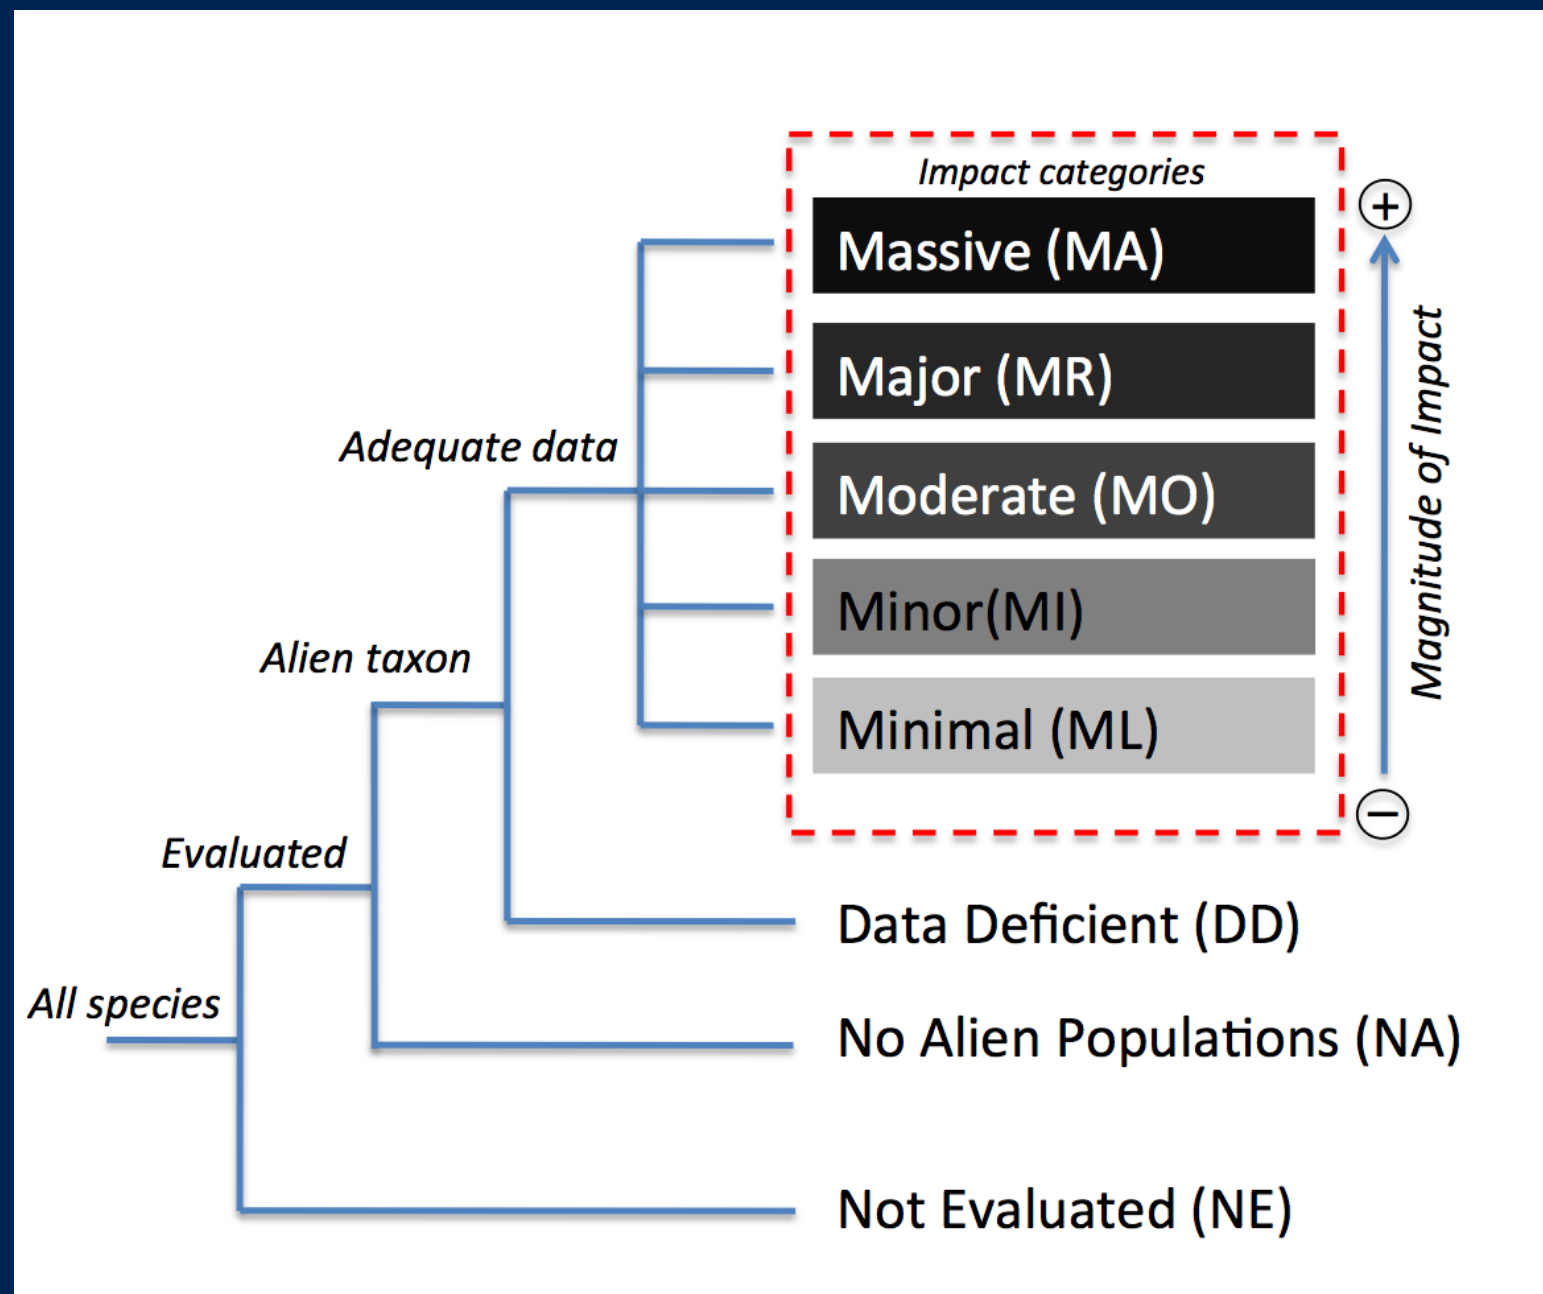 Impact categories
Massive (MA)
Major (MR)
Moderate (MO)
Minor(MI)
Minimal (ML)
+
Magnitude of Impact
−
Adequate data
Alien taxon
Evaluated
All species
Data Deficient (DD)
No Alien Populations (NA)
Not Evaluated (NE)